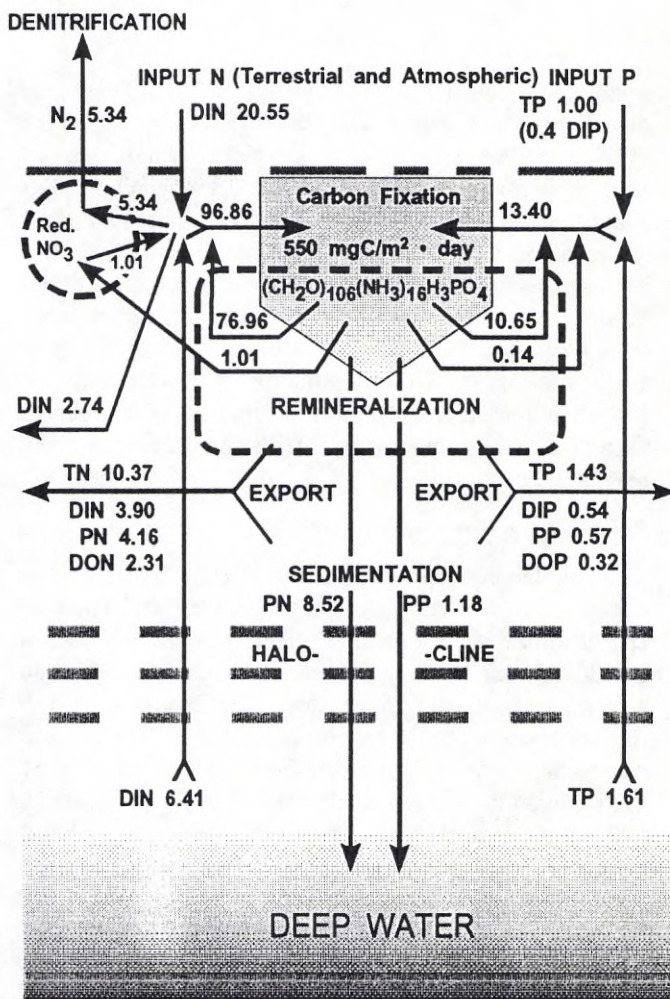 DENITRIFICATION
INPUT N (Terrestrial and Atmospheric) INPUT P
N₂ 5.34
DIN 20.55
TP 1.00
(0.4 DIP)
Carbon Fixation
5.34
96.86
13.40
Red.
NO₃
1.01
550 mgC/m² • day
(CH₂O)₁₀₆(NH₃)₁₆H₃PO₄
76.96
10.65
1.01
0.14
DIN 2.74
REMINERALIZATION
TN 10.37
TP 1.43
EXPORT
EXPORT
DIN 3.90
DIP 0.54
PN 4.16
PP 0.57
DON 2.31
DOP 0.32
SEDIMENTATION
PN 8.52
PP 1.18
HALO-
-CLINE
DIN 6.41
TP 1.61
DEEP WATER